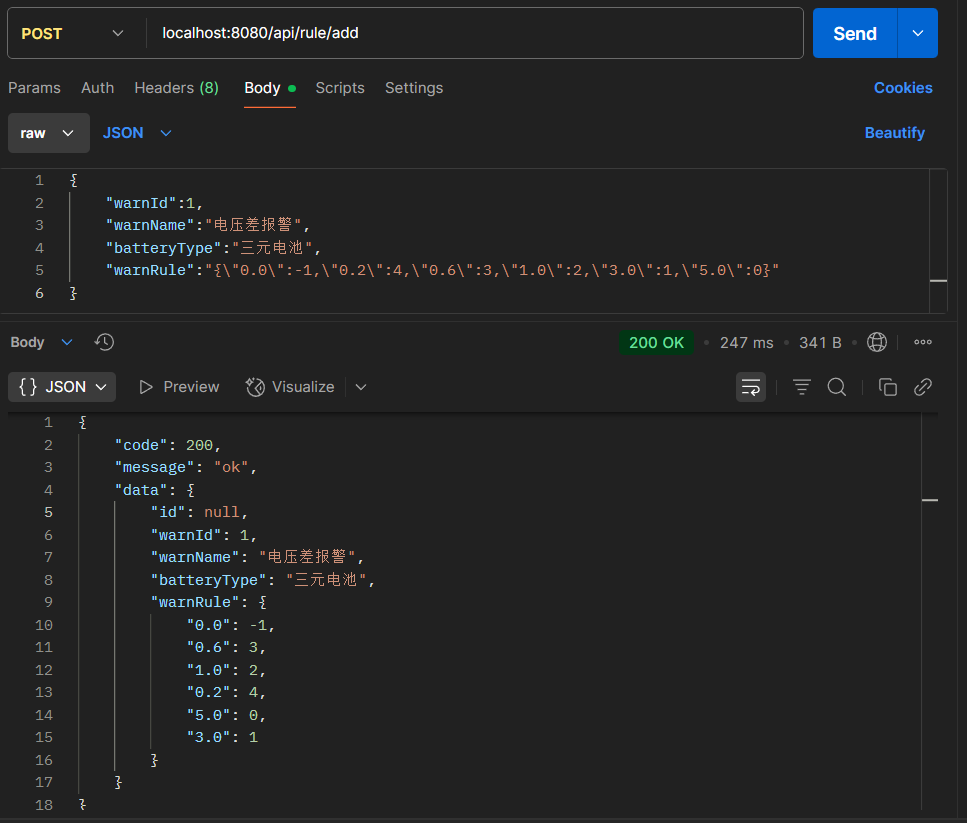 POST localhost:8080/api/rule/add Send
Params Auth Headers (8) Body Scripts Settings Cookies
raw JSON Beautify
1 {
2 "warnId":1,
3 "warnName":"电压差报警",
4 "batteryType":"三元电池",
5 "warnRule":"{\"0.0\":-1,\"0.2\":4,\"0.6\":3,\"1.0\":2,\"3.0\":1,\"5.0\":0}"
6 }
Body 200 OK • 247 ms • 341 B •
{} JSON Preview Visualize
1 {
2 "code": 200,
3 "message": "ok",
4 "data": {
5 "id": null,
6 "warnId": 1,
7 "warnName": "电压差报警",
8 "batteryType": "三元电池",
9 "warnRule": {
10 "0.0": -1,
11 "0.6": 3,
12 "1.0": 2,
13 "0.2": 4,
14 "5.0": 0,
15 "3.0": 1
16 }
17 }
18 }